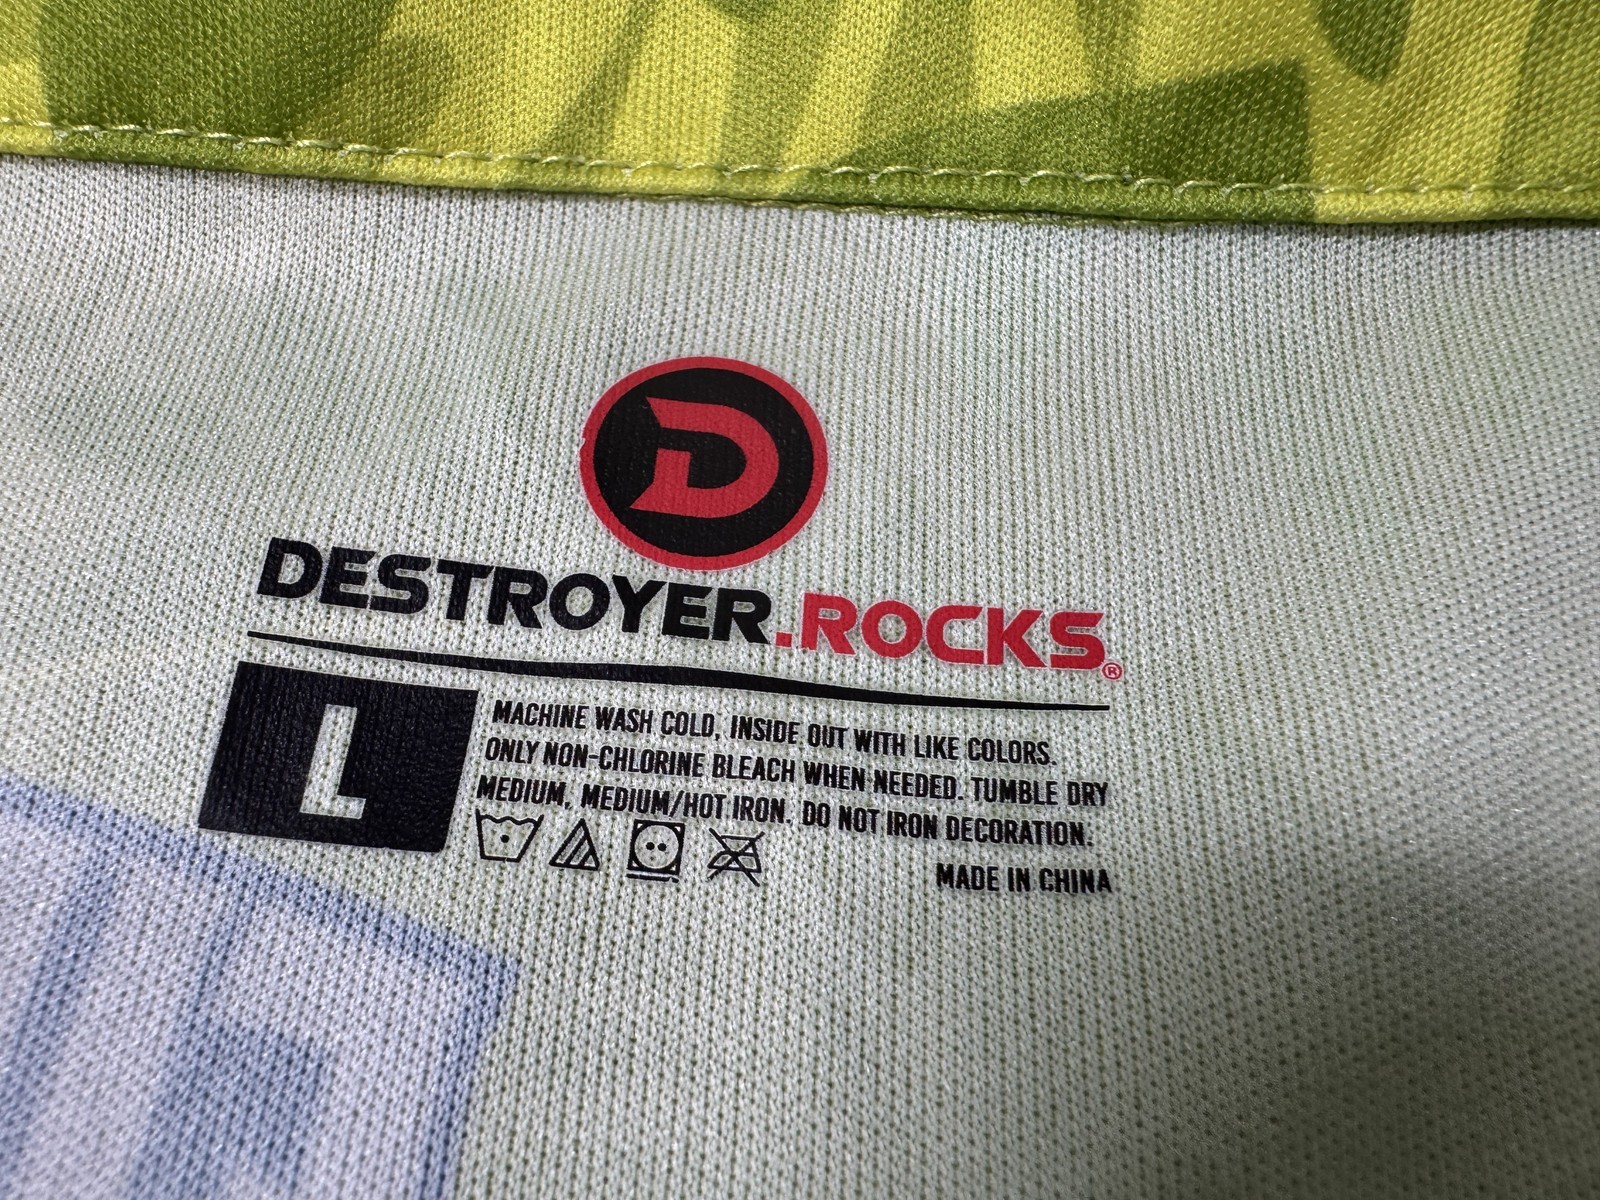 D
DESTROYER.ROCKS®
L
MACHINE WASH COLD, INSIDE OUT WITH LIKE COLORS.
ONLY NON-CHLORINE BLEACH WHEN NEEDED. TUMBLE DRY
MEDIUM, MEDIUM/HOT IRON. DO NOT IRON DECORATION.
MADE IN CHINA